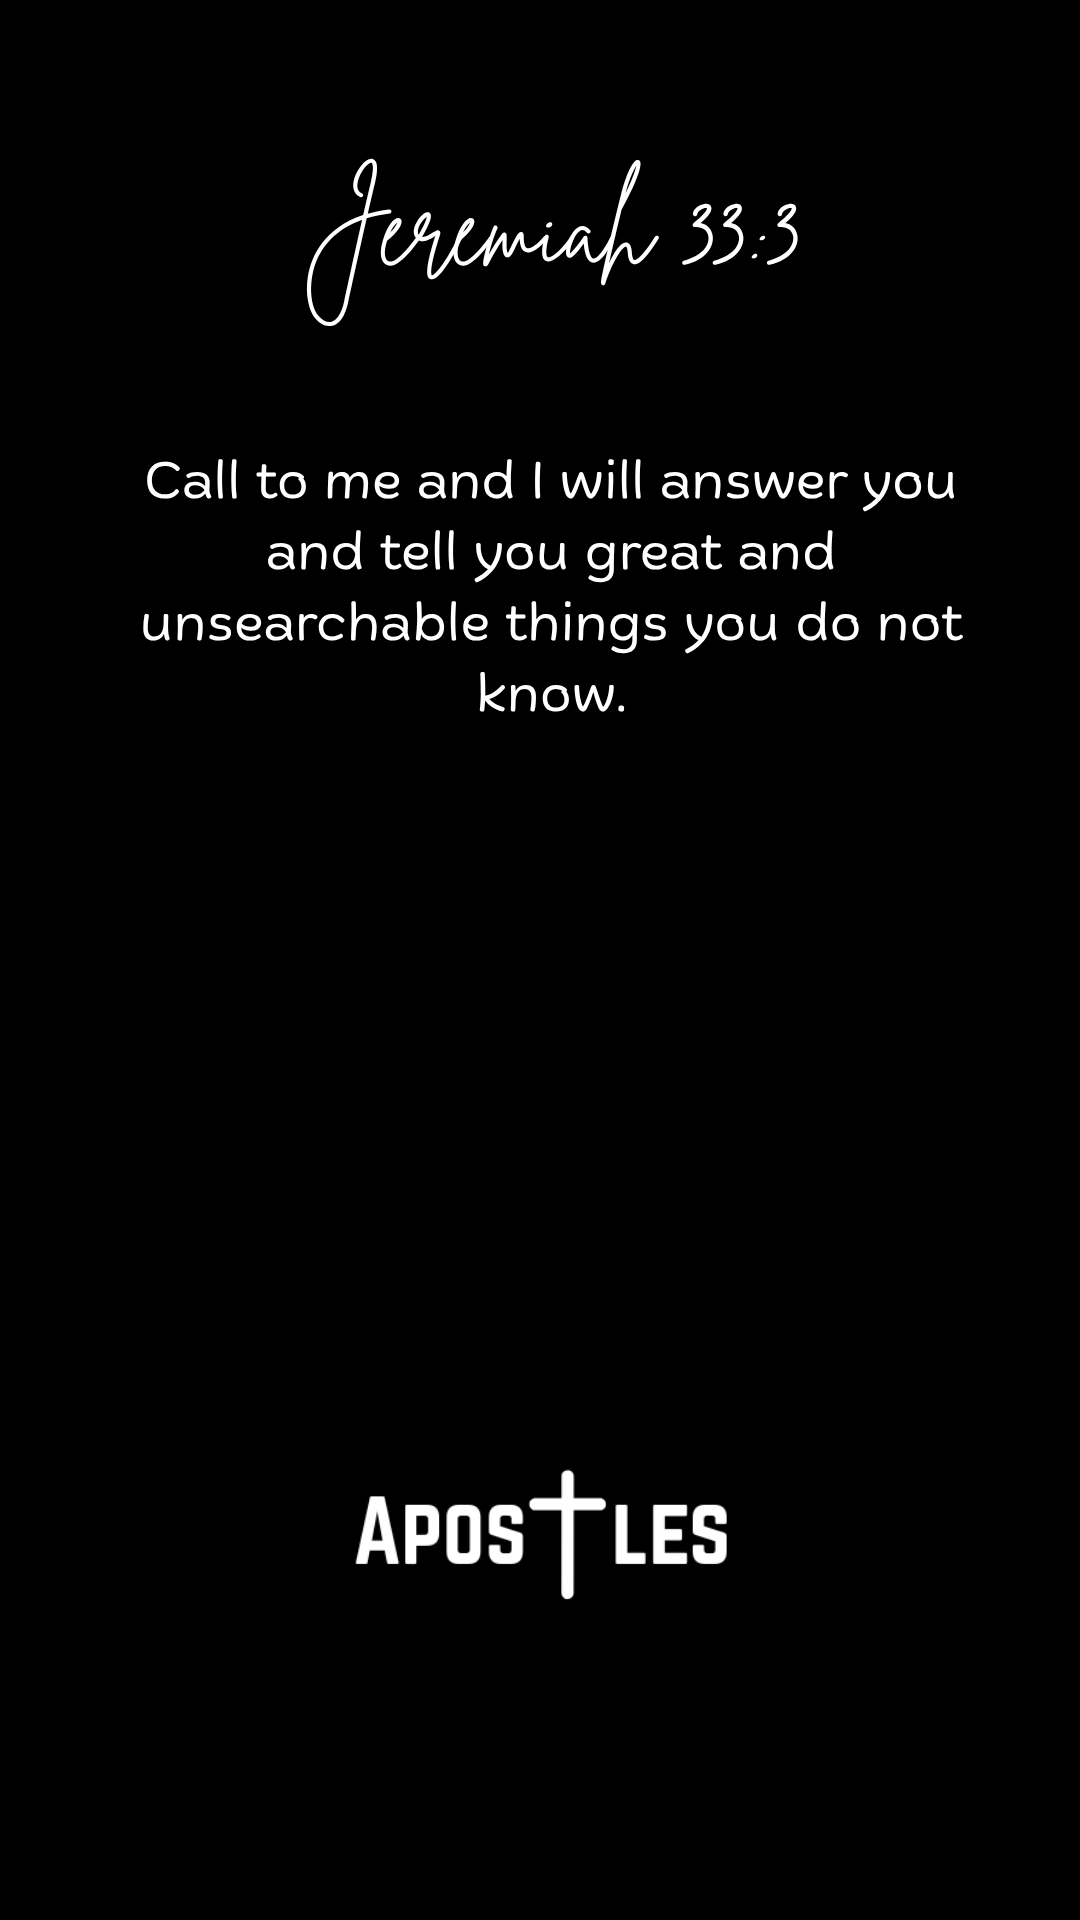 Jeremiah 33:3
Call to me and I will answer you
and tell you great and
unsearchable things you do not
know.
Apostles